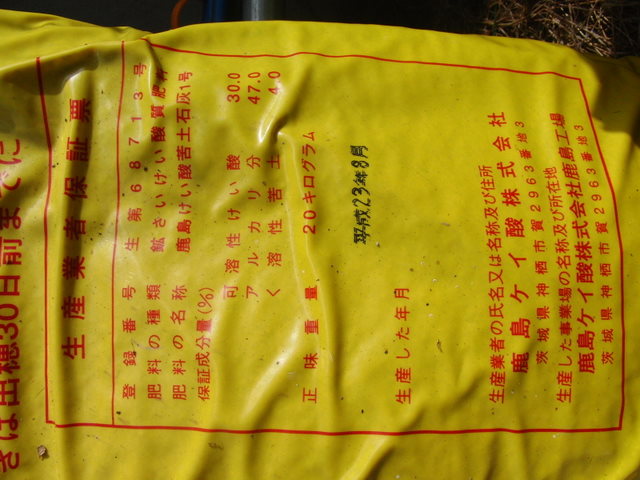 きは出穂30日前までに
生産業者保証票
登録番号 生第68713号
肥料の種類 鉱さいけい酸質肥料
肥料の名称 鹿島けい酸苦土石灰1号
保証成分量(%)
可溶性けい酸 30.0
アルカリ分 47.0
く溶性苦土 4.0
正味重量 20キログラム
生産した年月 平成23年8月
生産業者の氏名又は名称及び住所
鹿島ケイ酸株式会社
茨城県神栖市賀2963番地3
生産した事業場の名称及び所在地
鹿島ケイ酸株式会社鹿島工場
茨城県神栖市賀2963番地3